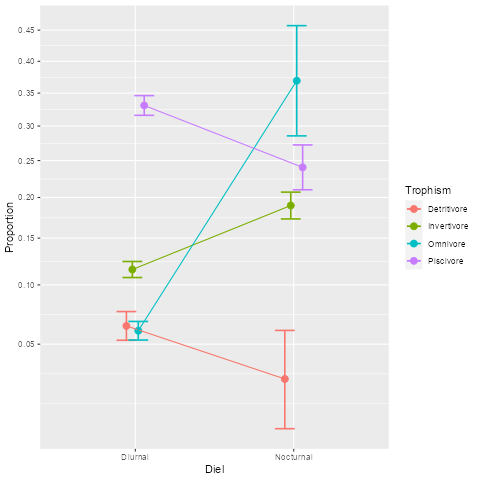 0.45
0.40
0.35
0.30
0.25
0.20
0.15
0.10
0.05
Proportion
Diurnal
Nocturnal
Diel
Trophism
Detritivore
Invertivore
Omnivore
Piscivore